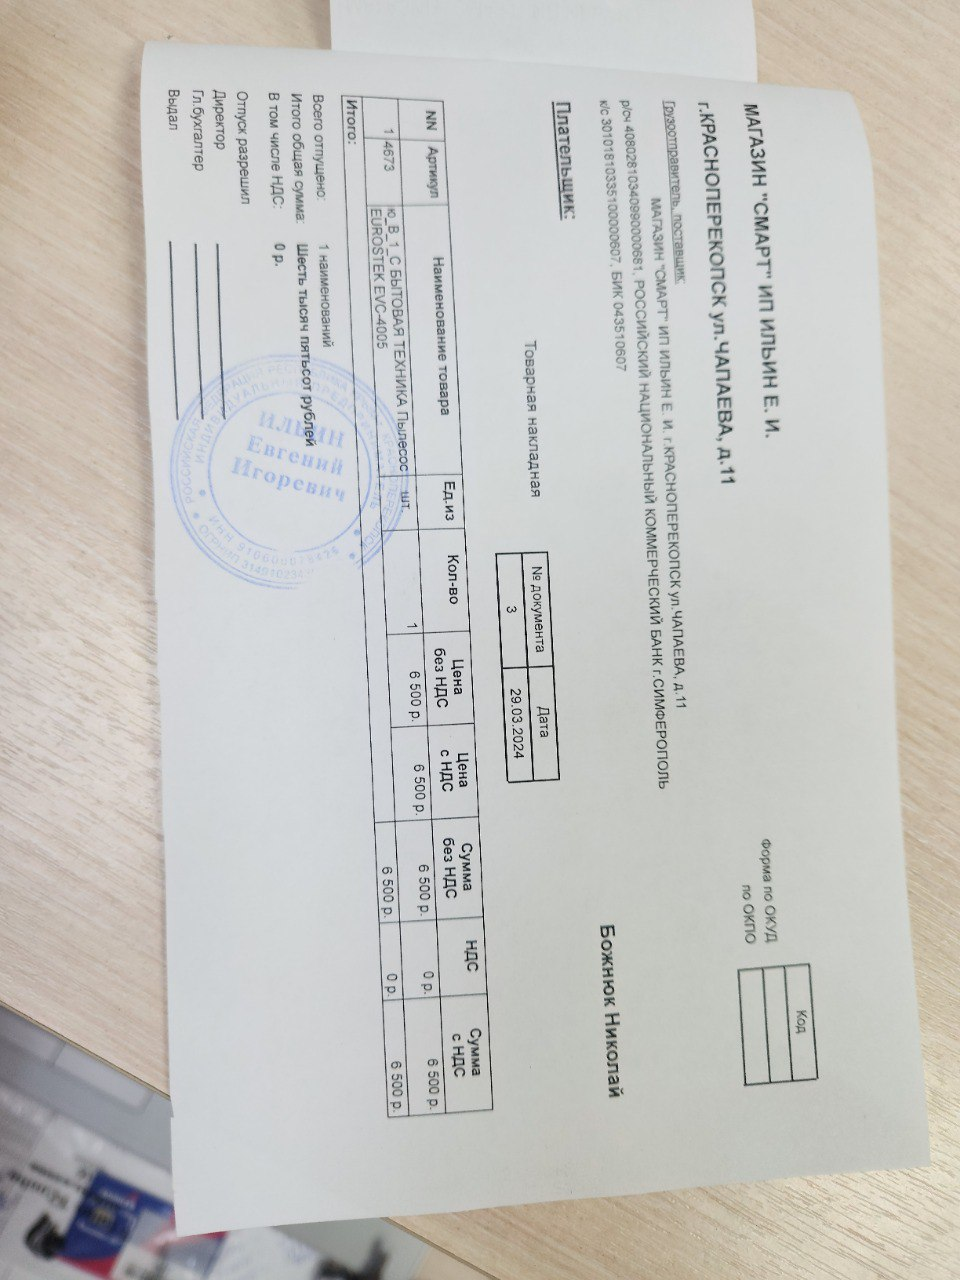 МАГАЗИН "СМАРТ" ИП ИЛЬИН Е. И.
г.КРАСНОПЕРЕКОПСК ул.ЧАПАЕВА, д.11
Форма по ОКУД
по ОКПО
Код
Грузоотправитель, поставщик:
МАГАЗИН "СМАРТ" ИП ИЛЬИН Е. И. г.КРАСНОПЕРЕКОПСК ул.ЧАПАЕВА, д.11
р/сч 40802810340990000681, РОССИЙСКИЙ НАЦИОНАЛЬНЫЙ КОММЕРЧЕСКИЙ БАНК г.СИМФЕРОПОЛЬ
к/с 30101810335100000607, БИК 043510607
Плательщик:
Божнюк Николай
Товарная накладная
№ документа Дата
3 29.03.2024
NN Артикул Наименование товара Ед.из Кол-во Цена без НДС Цена с НДС Сумма без НДС НДС Сумма с НДС
1 4673 ю_В_1_С БЫТОВАЯ ТЕХНИКА Пылесос шт. 1 6 500 р. 6 500 р. 6 500 р. 0 р. 6 500 р.
EUROSTEK EVC-4005
Итого: 6 500 р. 0 р. 6 500 р.
Всего отпущено: 1 наименований
Итого общая сумма: Шесть тысяч пятьсот рублей
В том числе НДС: 0 р.
Отпуск разрешил
Директор
Гл.бухгалтер
Выдал
ИЛЬИН
Евгений
Игоревич